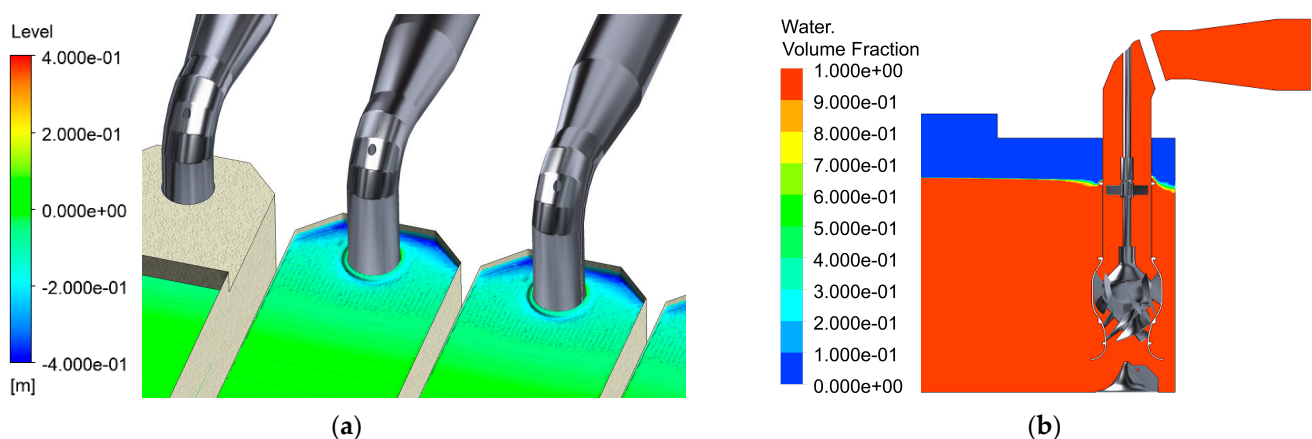 Level
4.000e-01
2.000e-01
0.000e+00
-2.000e-01
-4.000e-01
[m]
(a)
Water.
Volume Fraction
1.000e+00
9.000e-01
8.000e-01
7.000e-01
6.000e-01
5.000e-01
4.000e-01
3.000e-01
2.000e-01
1.000e-01
0.000e+00
(b)